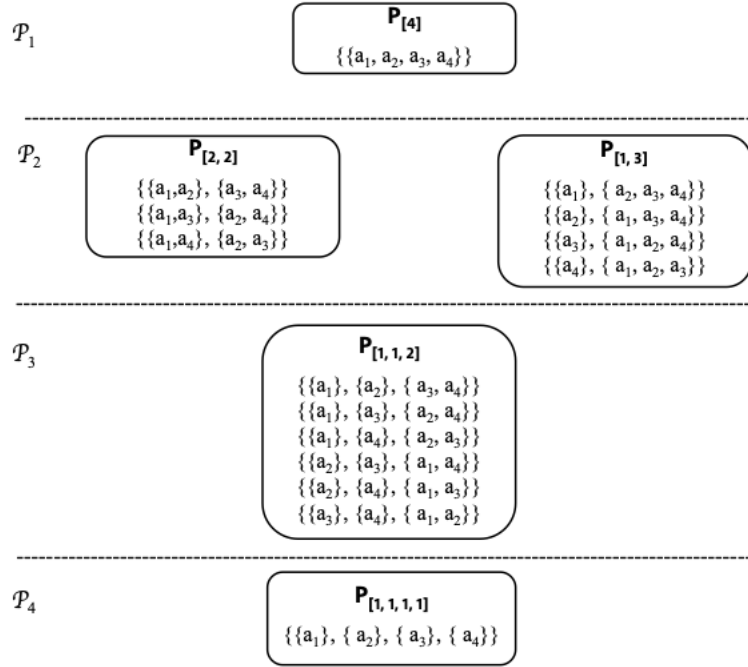 𝒫₁
P[4]
{{a₁, a₂, a₃, a₄}}
𝒫₂
P[2, 2]
{{a₁,a₂}, {a₃, a₄}}
{{a₁,a₃}, {a₂, a₄}}
{{a₁,a₄}, {a₂, a₃}}
P[1, 3]
{{a₁}, { a₂, a₃, a₄}}
{{a₂}, { a₁, a₃, a₄}}
{{a₃}, { a₁, a₂, a₄}}
{{a₄}, { a₁, a₂, a₃}}
𝒫₃
P[1, 1, 2]
{{a₁}, {a₂}, { a₃, a₄}}
{{a₁}, {a₃}, { a₂, a₄}}
{{a₁}, {a₄}, { a₂, a₃}}
{{a₂}, {a₃}, { a₁, a₄}}
{{a₂}, {a₄}, { a₁, a₃}}
{{a₃}, {a₄}, { a₁, a₂}}
𝒫₄
P[1, 1, 1, 1]
{{a₁}, { a₂}, { a₃}, { a₄}}